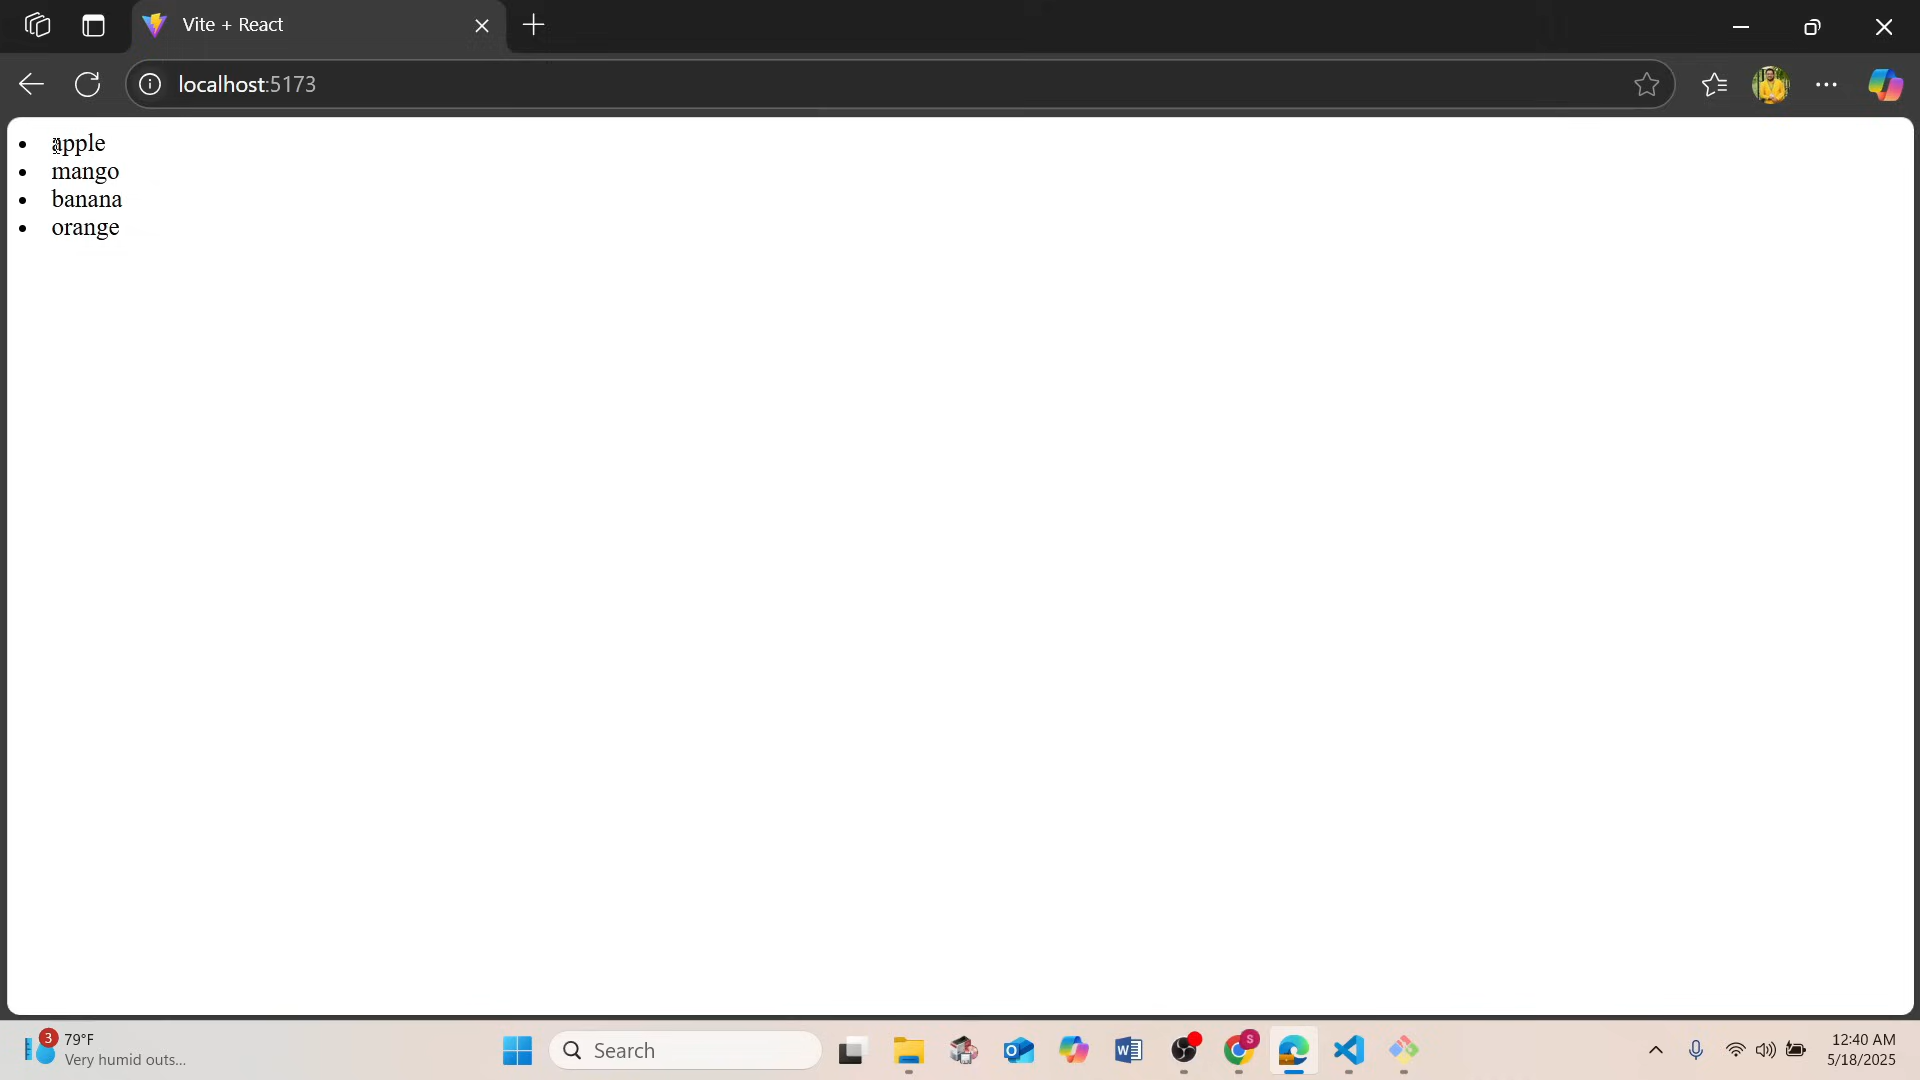 Vite + React
localhost:5173
apple
mango
banana
orange
3
79°F
Very humid outs...
Search
S
12:40 AM
5/18/2025